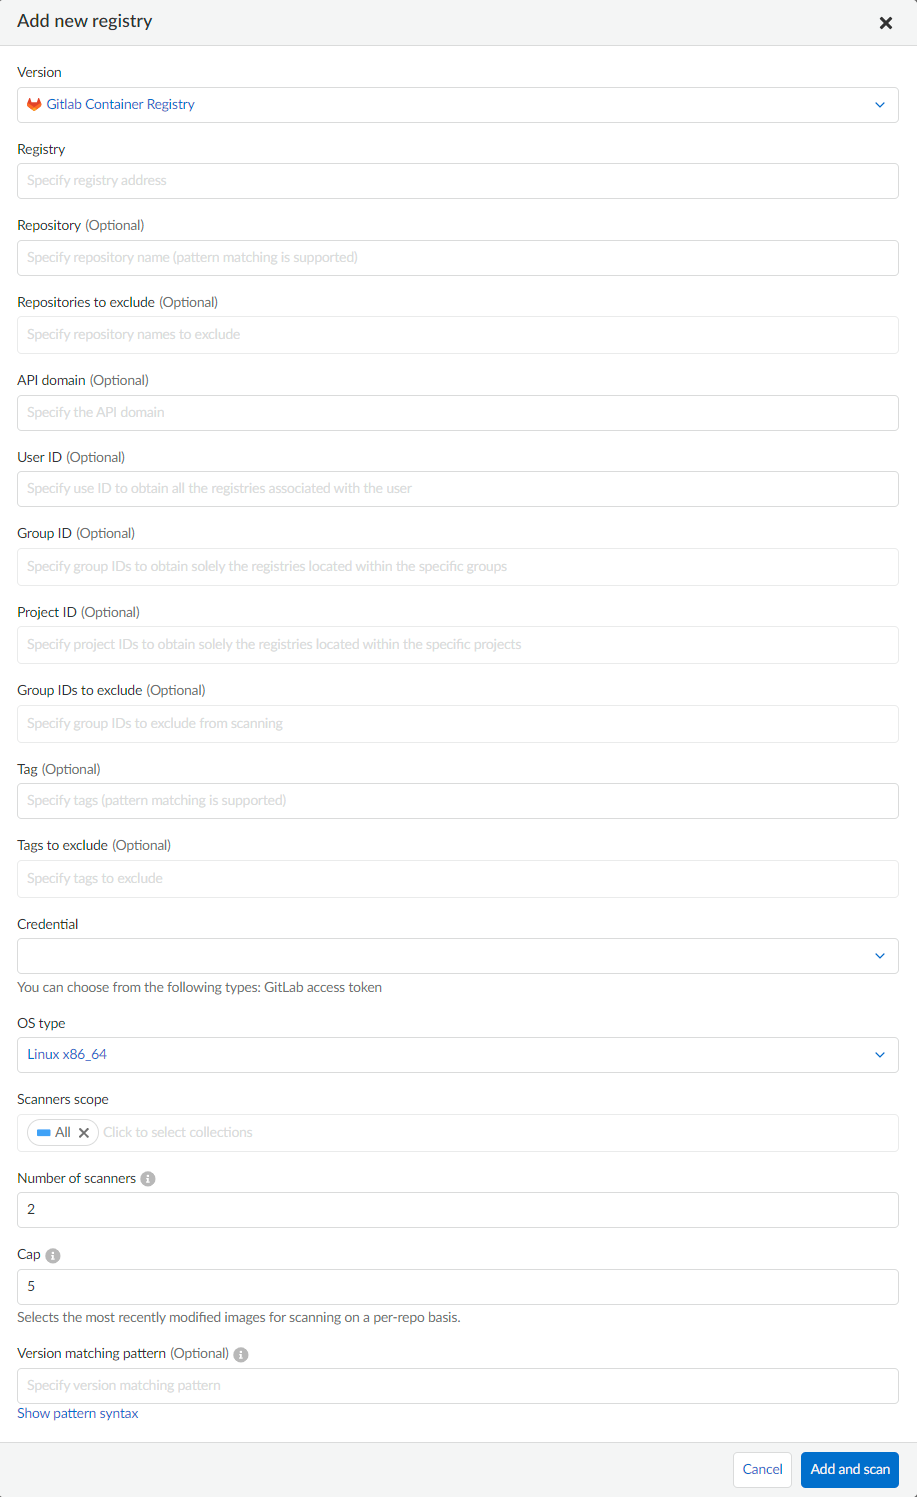 Add new registry
Version
Gitlab Container Registry
Registry
Specify registry address
Repository (Optional)
Specify repository name (pattern matching is supported)
Repositories to exclude (Optional)
Specify repository names to exclude
API domain (Optional)
Specify the API domain
User ID (Optional)
Specify use ID to obtain all the registries associated with the user
Group ID (Optional)
Specify group IDs to obtain solely the registries located within the specific groups
Project ID (Optional)
Specify project IDs to obtain solely the registries located within the specific projects
Group IDs to exclude (Optional)
Specify group IDs to exclude from scanning
Tag (Optional)
Specify tags (pattern matching is supported)
Tags to exclude (Optional)
Specify tags to exclude
Credential
You can choose from the following types: GitLab access token
OS type
Linux x86_64
Scanners scope
All Click to select collections
Number of scanners
2
Cap
5
Selects the most recently modified images for scanning on a per-repo basis.
Version matching pattern (Optional)
Specify version matching pattern
Show pattern syntax
Cancel Add and scan